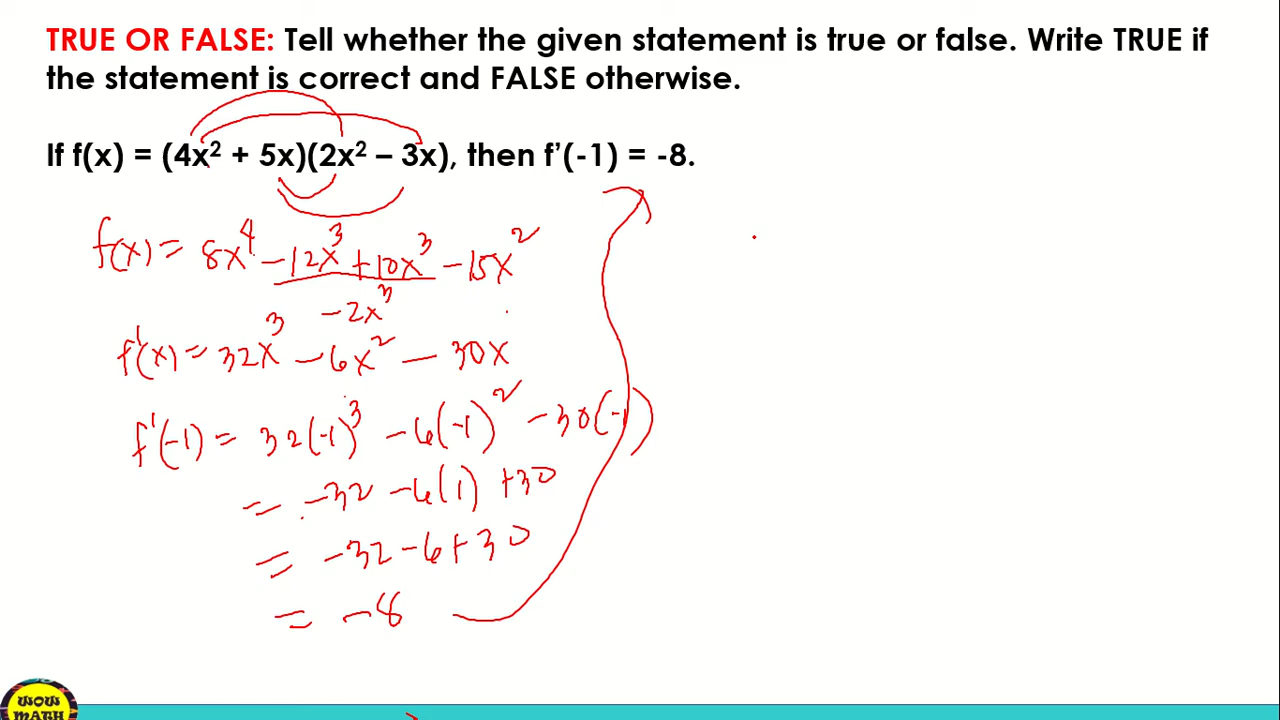 TRUE OR FALSE: Tell whether the given statement is true or false. Write TRUE if
the statement is correct and FALSE otherwise.
If f(x) = (4x² + 5x)(2x² – 3x), then f’(-1) = -8.
f(x) = 8x⁴ - 12x³ + 10x³ - 15x²
- 2x³
f'(x) = 32x³ - 6x² - 30x
f'(-1) = 32(-1)³ - 6(-1)² - 30(-1)
= -32 - 6(1) + 30
= -32 - 6 + 30
= -8
WOW
MATH